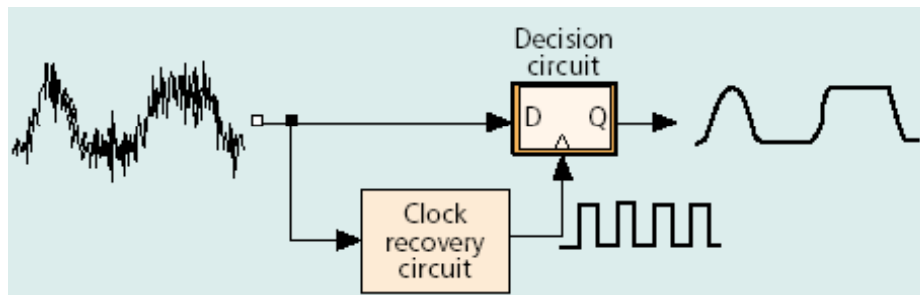 Decision
circuit
D Q
Clock
recovery
circuit